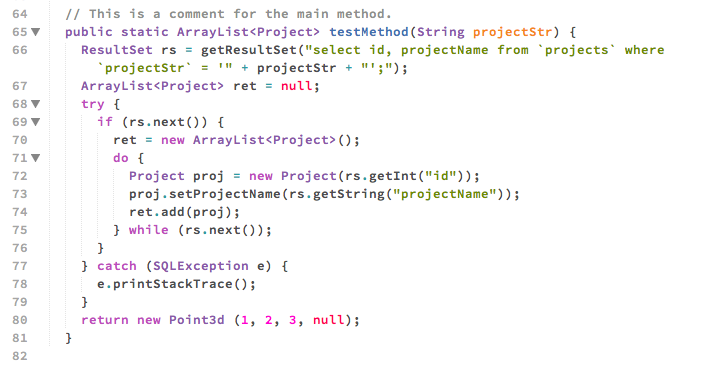 64 // This is a comment for the main method.
65 public static ArrayList<Project> testMethod(String projectStr) {
66 ResultSet rs = getResultSet("select id, projectName from `projects` where
`projectStr` = '" + projectStr + "';");
67 ArrayList<Project> ret = null;
68 try {
69 if (rs.next()) {
70 ret = new ArrayList<Project>();
71 do {
72 Project proj = new Project(rs.getInt("id"));
73 proj.setProjectName(rs.getString("projectName"));
74 ret.add(proj);
75 } while (rs.next());
76 }
77 } catch (SQLException e) {
78 e.printStackTrace();
79 }
80 return new Point3d (1, 2, 3, null);
81 }
82